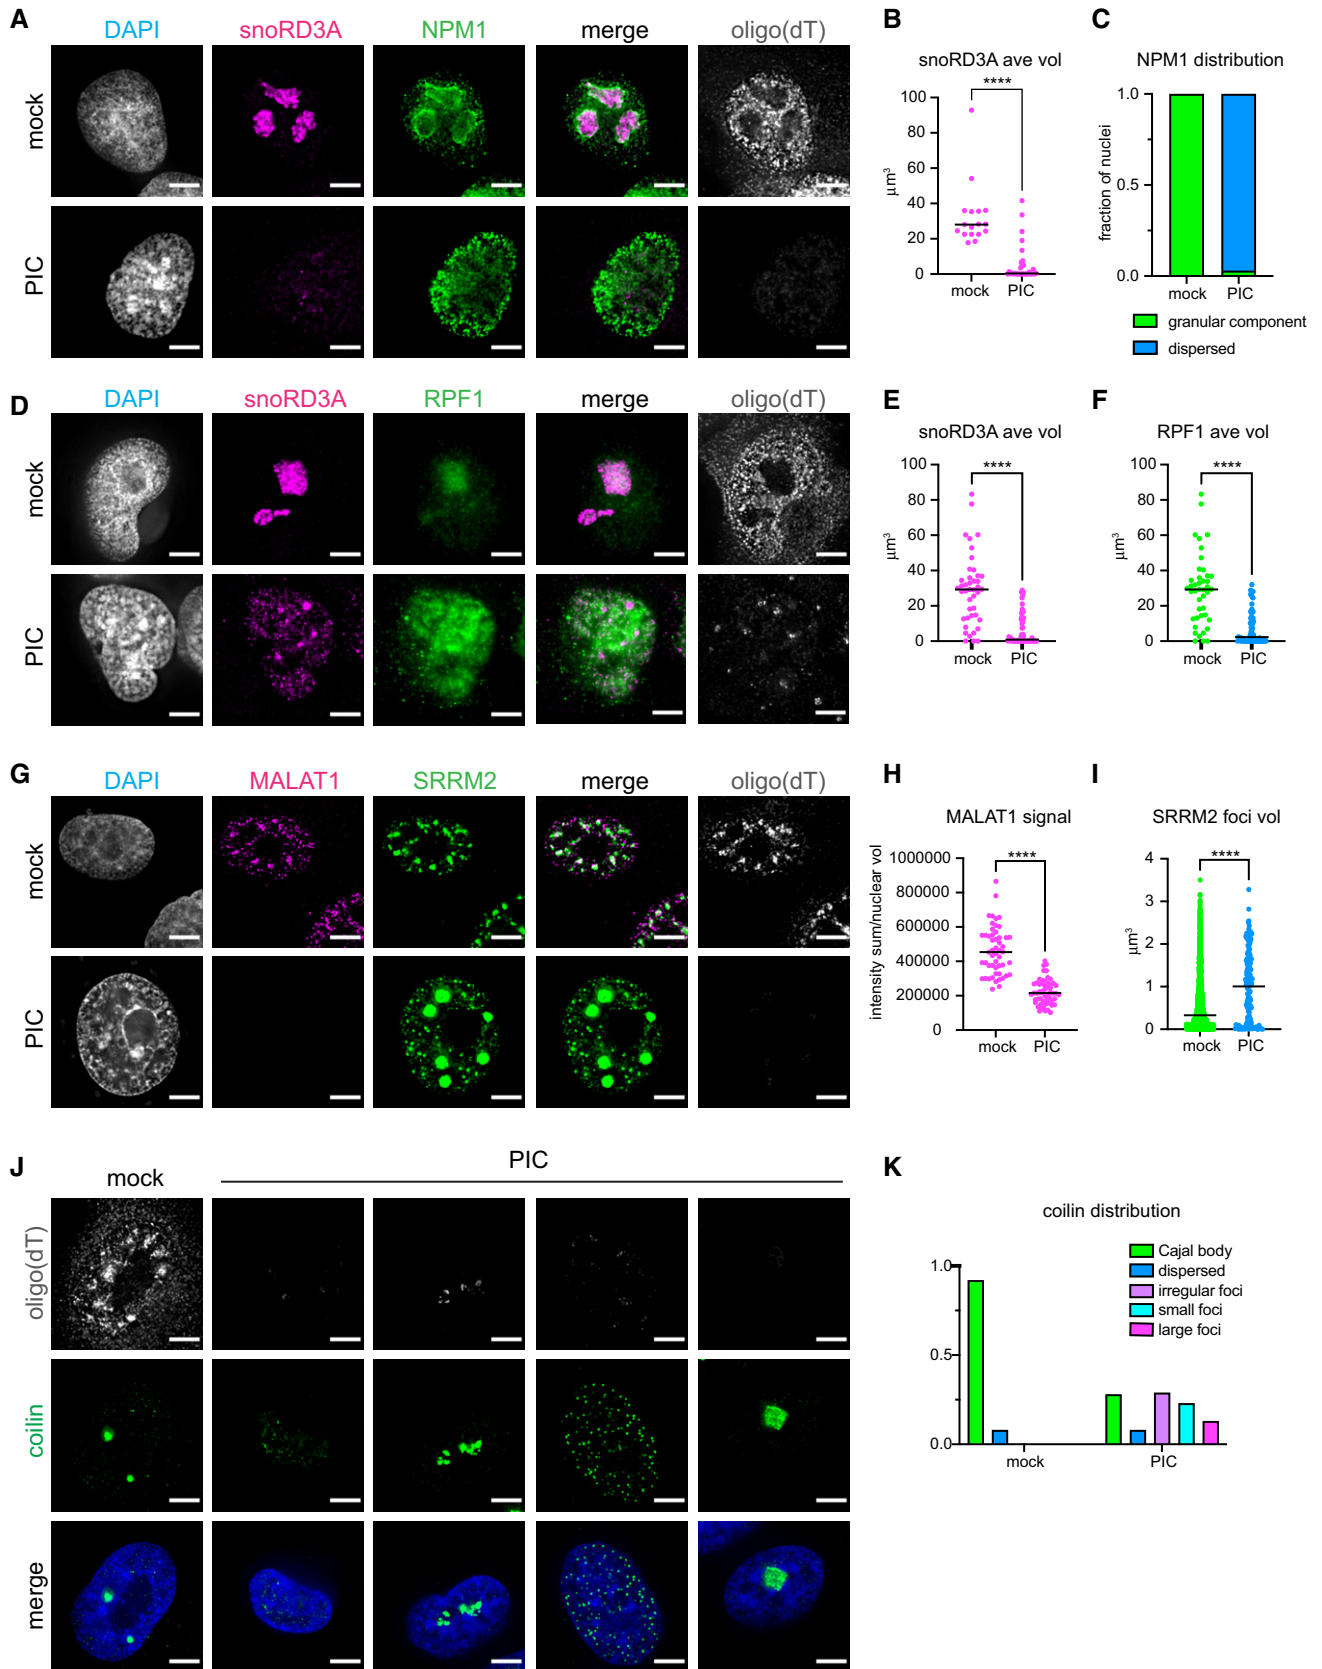 A
DAPI snoRD3A NPM1 merge oligo(dT)
mock
PIC
B
snoRD3A ave vol
****
μm³
100
80
60
40
20
0
mock PIC
C
NPM1 distribution
fraction of nuclei
1.0
0.5
0.0
mock PIC
granular component
dispersed
D
DAPI snoRD3A RPF1 merge oligo(dT)
mock
PIC
E
snoRD3A ave vol
****
μm³
100
80
60
40
20
0
mock PIC
F
RPF1 ave vol
****
μm³
100
80
60
40
20
0
mock PIC
G
DAPI MALAT1 SRRM2 merge oligo(dT)
mock
PIC
H
MALAT1 signal
****
intensity sum/nuclear vol
1000000
800000
600000
400000
200000
0
mock PIC
I
SRRM2 foci vol
****
μm³
4
3
2
1
0
mock PIC
J
mock PIC
oligo(dT)
coilin
merge
K
coilin distribution
Cajal body
dispersed
irregular foci
small foci
large foci
1.0
0.5
0.0
mock PIC